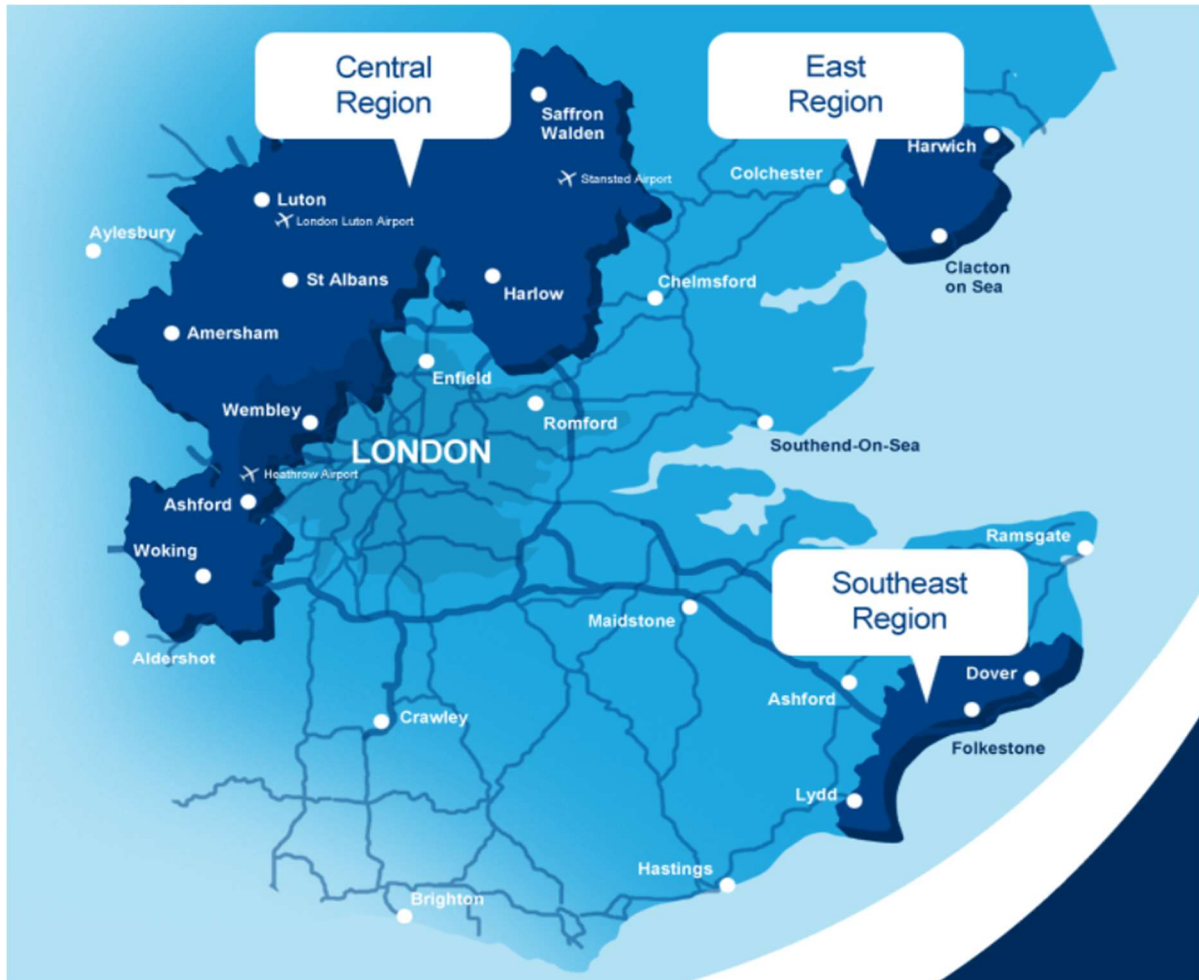 Central
Region
East
Region
Saffron
Walden
Harwich
Stansted Airport
Colchester
Luton
London Luton Airport
Aylesbury
Clacton
on Sea
St Albans
Harlow
Chelmsford
Amersham
Enfield
Wembley
Romford
LONDON
Southend-On-Sea
Heathrow Airport
Ashford
Woking
Ramsgate
Southeast
Region
Maidstone
Aldershot
Dover
Ashford
Crawley
Folkestone
Lydd
Hastings
Brighton